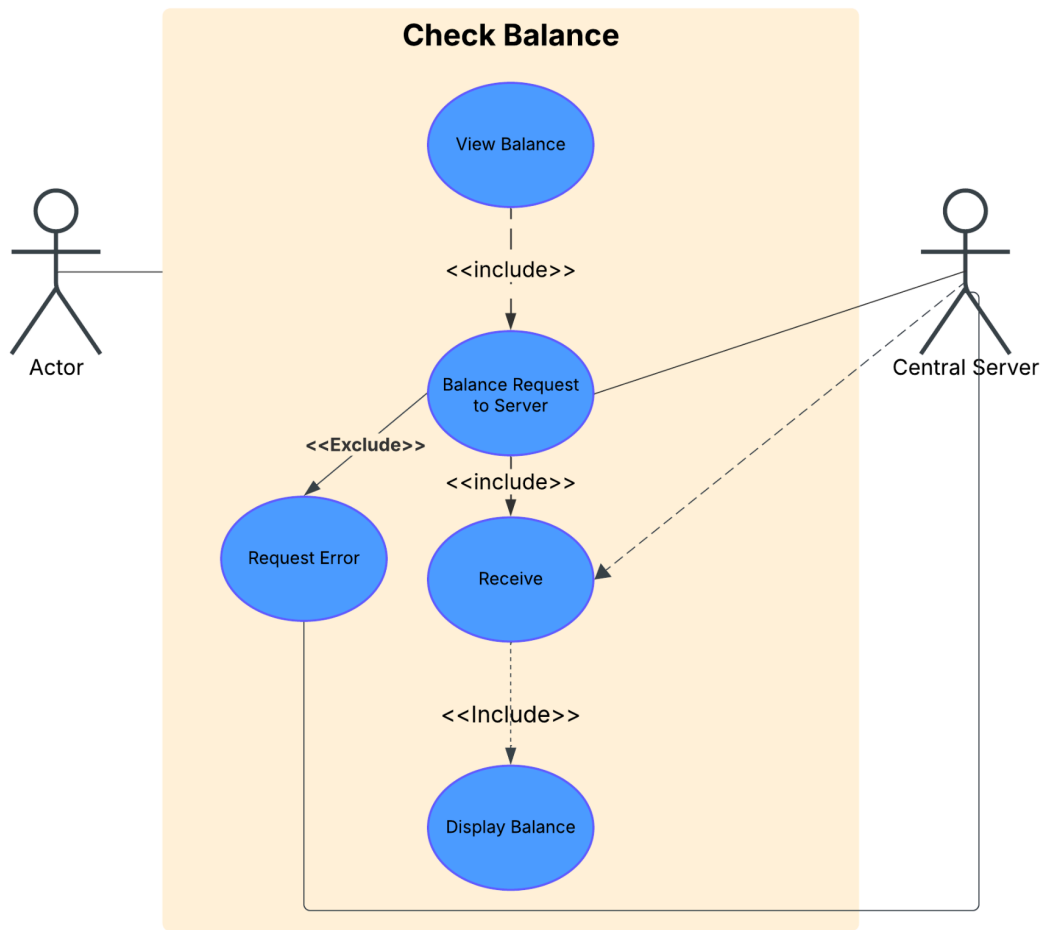 Check Balance
View Balance
<<include>>
Actor
Central Server
Balance Request
to Server
<<Exclude>>
<<include>>
Request Error
Receive
<<Include>>
Display Balance